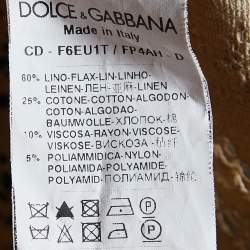 DOLCE & GABBANA
Made in Italy
CD - F6EU1T / FP4AH - D
60% LINO-FLAX-LIN-LINHO-
LEINEN-ЛЕН-亚麻-LINEN
25% COTONE-COTTON-ALGODON-
COTON-ALGODAO-
BAUMWOLLE-ХЛОПОК-棉
10% VISCOSA-RAYON-VISCOSE-
VISKOSE-ВИСКОЗА-粘纤
5% POLIAMMIDICA-NYLON-
POLIAMIDA-POLYAMIDE-
POLYAMID-ПОЛИАМИД-锦纶
P
P